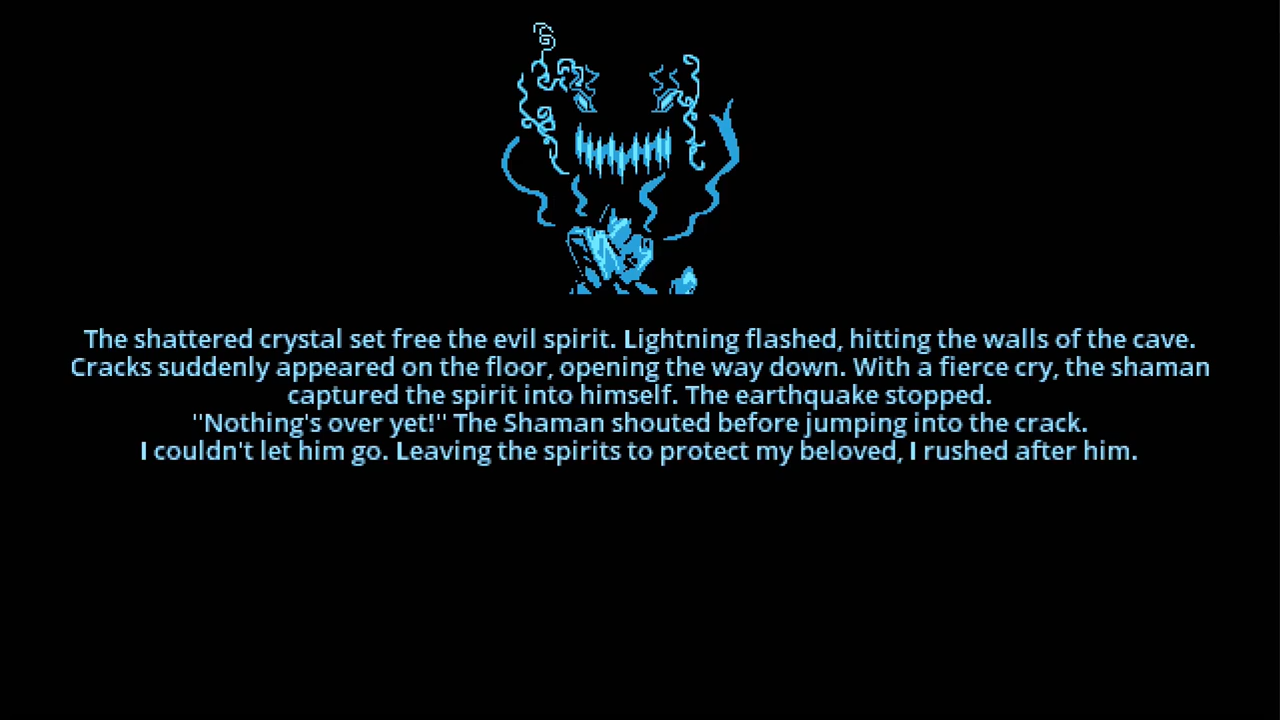 The shattered crystal set free the evil spirit. Lightning flashed, hitting the walls of the cave.
Cracks suddenly appeared on the floor, opening the way down. With a fierce cry, the shaman
captured the spirit into himself. The earthquake stopped.
"Nothing's over yet!" The Shaman shouted before jumping into the crack.
I couldn't let him go. Leaving the spirits to protect my beloved, I rushed after him.